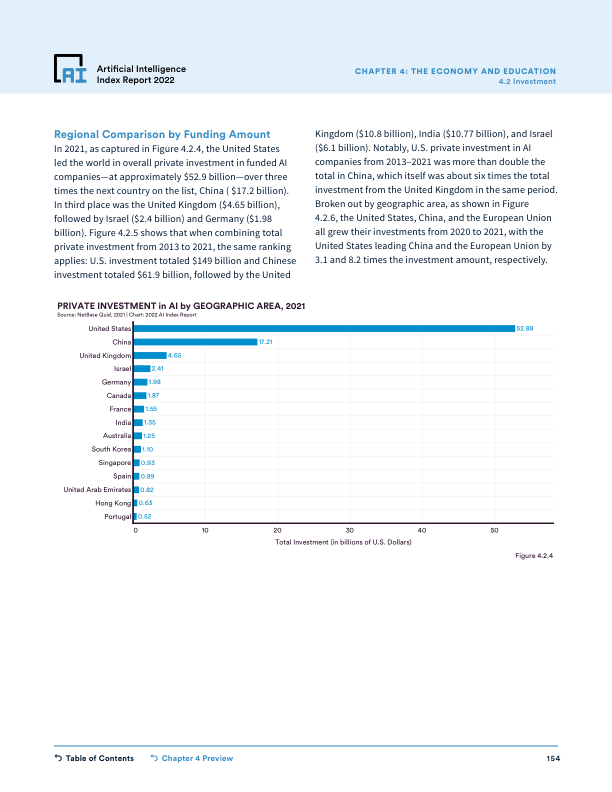 Artificial Intelligence
Index Report 2022
CHAPTER 4: THE ECONOMY AND EDUCATION
4.2 Investment
Regional Comparison by Funding Amount
In 2021, as captured in Figure 4.2.4, the United States
led the world in overall private investment in funded AI
companies—at approximately $52.9 billion—over three
times the next country on the list, China ( $17.2 billion).
In third place was the United Kingdom ($4.65 billion),
followed by Israel ($2.4 billion) and Germany ($1.98
billion). Figure 4.2.5 shows that when combining total
private investment from 2013 to 2021, the same ranking
applies: U.S. investment totaled $149 billion and Chinese
investment totaled $61.9 billion, followed by the United
Kingdom ($10.8 billion), India ($10.77 billion), and Israel
($6.1 billion). Notably, U.S. private investment in AI
companies from 2013–2021 was more than double the
total in China, which itself was about six times the total
investment from the United Kingdom in the same period.
Broken out by geographic area, as shown in Figure
4.2.6, the United States, China, and the European Union
all grew their investments from 2020 to 2021, with the
United States leading China and the European Union by
3.1 and 8.2 times the investment amount, respectively.
PRIVATE INVESTMENT in AI by GEOGRAPHIC AREA, 2021
Source: NetBase Quid, 2021 | Chart: 2022 AI Index Report
United States 52.88
China 17.21
United Kingdom 4.65
Israel 2.41
Germany 1.98
Canada 1.87
France 1.55
India 1.35
Australia 1.25
South Korea 1.10
Singapore 0.93
Spain 0.89
United Arab Emirates 0.82
Hong Kong 0.63
Portugal 0.52
0 10 20 30 40 50
Total Investment (in billions of U.S. Dollars)
Figure 4.2.4
Table of Contents
Chapter 4 Preview
154